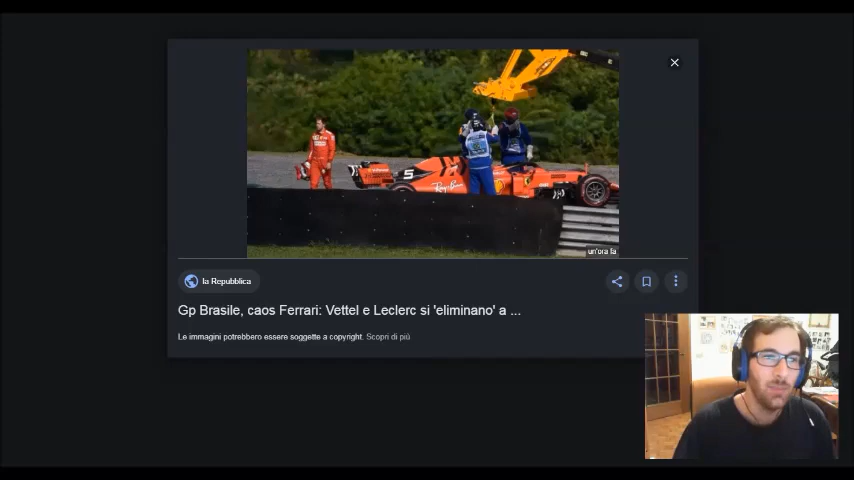 5
Ray-Ban
un'ora fa
la Repubblica
Gp Brasile, caos Ferrari: Vettel e Leclerc si 'eliminano' a ...
Le immagini potrebbero essere soggette a copyright. Scopri di più